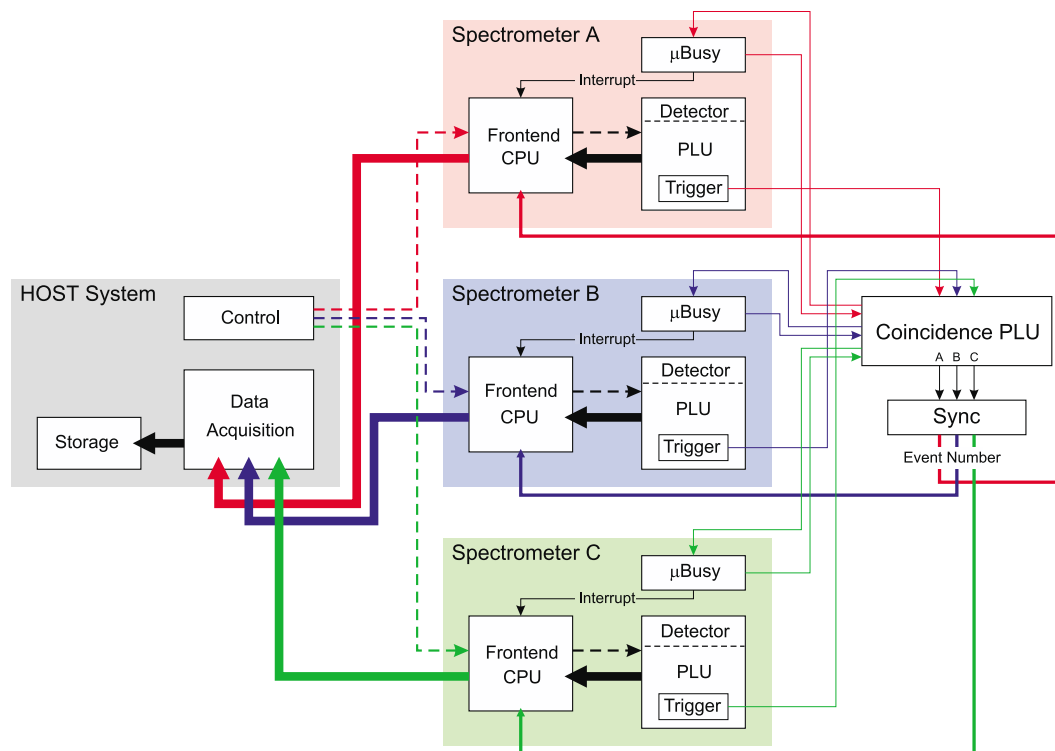 Spectrometer A
μBusy
Interrupt
Frontend
CPU
Detector
PLU
Trigger
HOST System
Control
Data
Acquisition
Storage
Spectrometer B
μBusy
Interrupt
Frontend
CPU
Detector
PLU
Trigger
Coincidence PLU
A B C
Sync
Event Number
Spectrometer C
μBusy
Interrupt
Frontend
CPU
Detector
PLU
Trigger